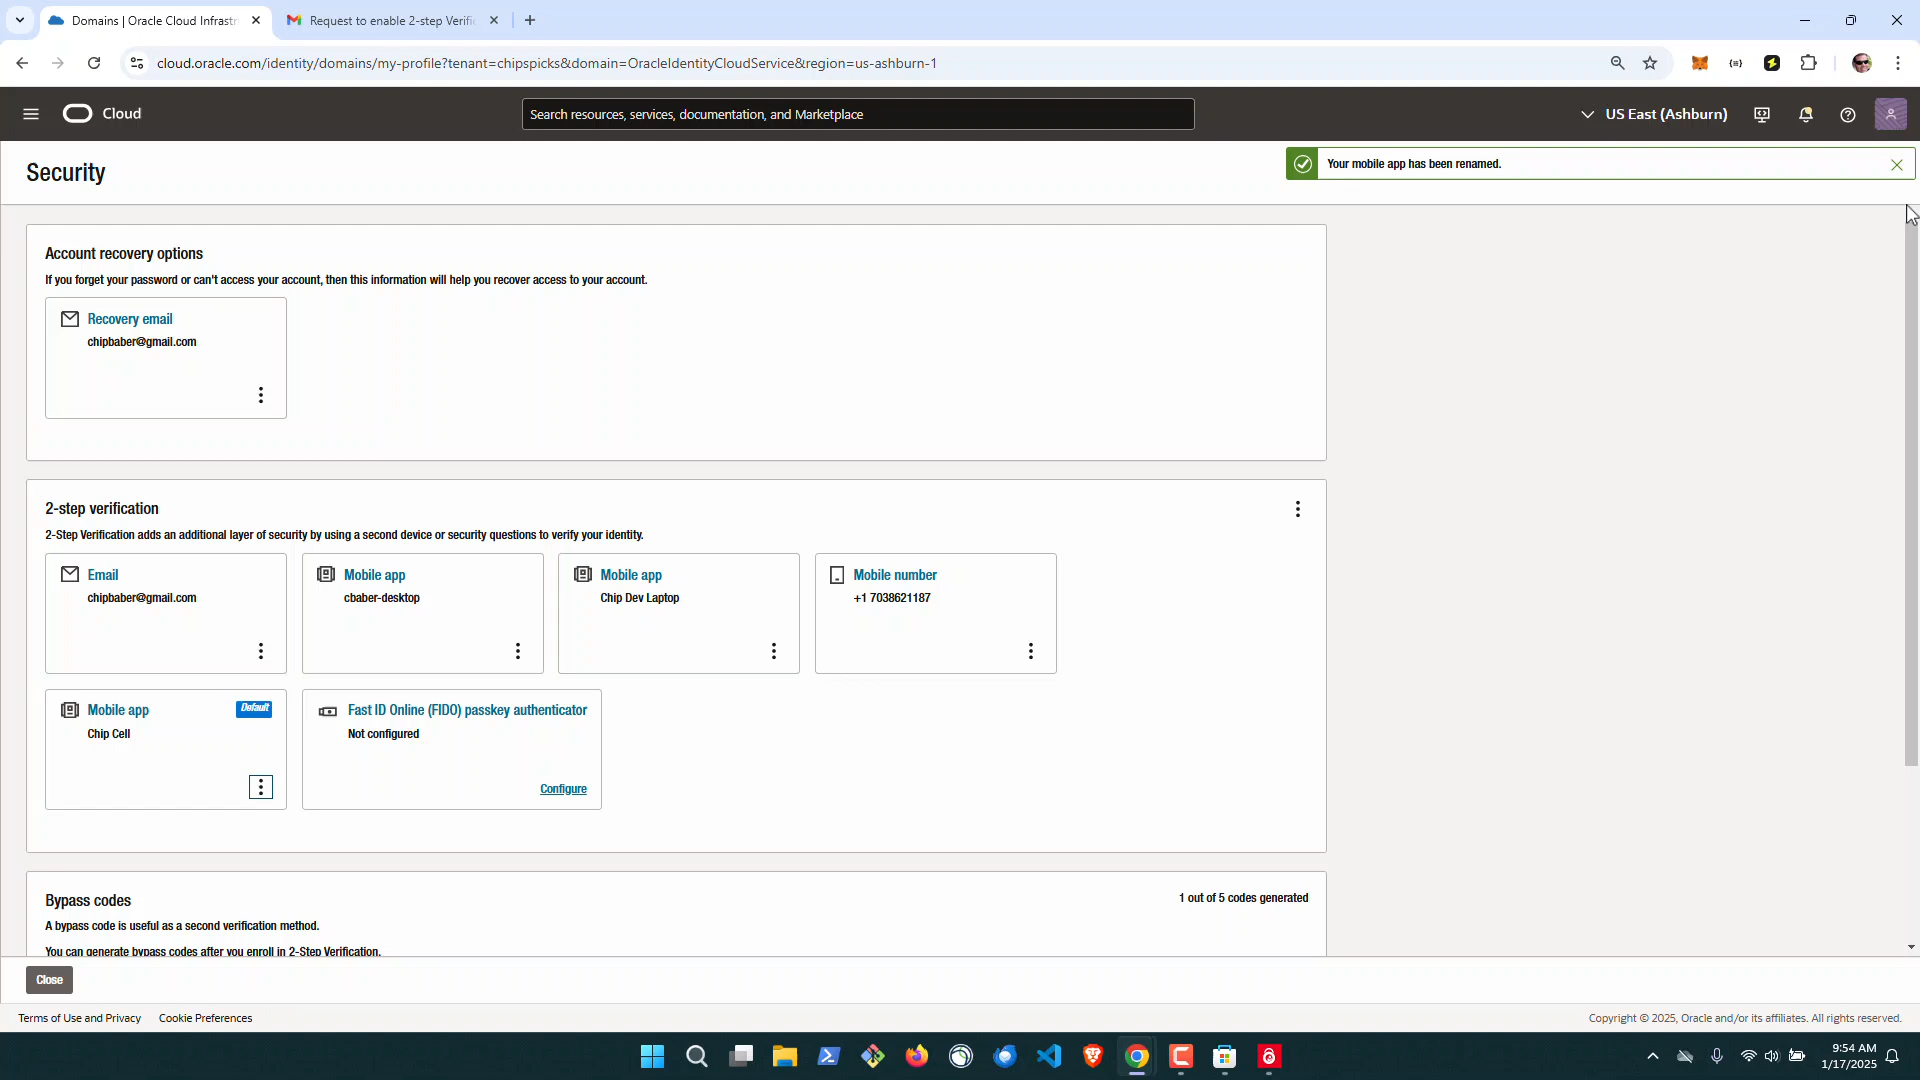 Domains | Oracle Cloud Infrastr
Request to enable 2-step Verifi
cloud.oracle.com/identity/domains/my-profile?tenant=chipspicks&domain=OracleIdentityCloudService&region=us-ashburn-1
Cloud
Search resources, services, documentation, and Marketplace
US East (Ashburn)
Security
Your mobile app has been renamed.
Account recovery options
If you forget your password or can't access your account, then this information will help you recover access to your account.
Recovery email
chipbaber@gmail.com
2-step verification
2-Step Verification adds an additional layer of security by using a second device or security questions to verify your identity.
Email
chipbaber@gmail.com
Mobile app
cbaber-desktop
Mobile app
Chip Dev Laptop
Mobile number
+1 7038621187
Mobile app
Default
Chip Cell
Fast ID Online (FIDO) passkey authenticator
Not configured
Configure
Bypass codes
1 out of 5 codes generated
A bypass code is useful as a second verification method.
You can generate bypass codes after you enroll in 2-Step Verification.
Close
Terms of Use and Privacy
Cookie Preferences
Copyright © 2025, Oracle and/or its affiliates. All rights reserved.
9:54 AM
1/17/2025